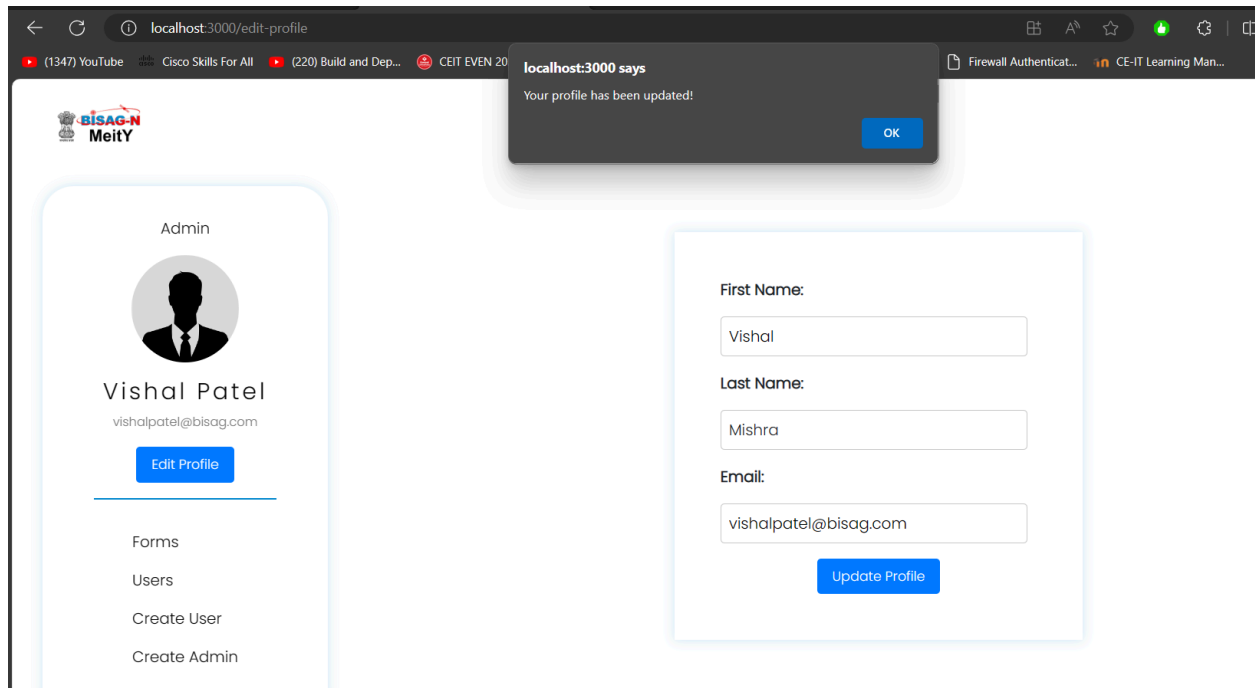 localhost:3000/edit-profile
(1347) YouTube Cisco Skills For All (220) Build and Dep... CEIT EVEN 20 Firewall Authenticat... CE-IT Learning Man...
localhost:3000 says
Your profile has been updated!
OK
BISAG-N
MeitY
Admin
Vishal Patel
vishalpatel@bisag.com
Edit Profile
Forms
Users
Create User
Create Admin
First Name:
Vishal
Last Name:
Mishra
Email:
vishalpatel@bisag.com
Update Profile